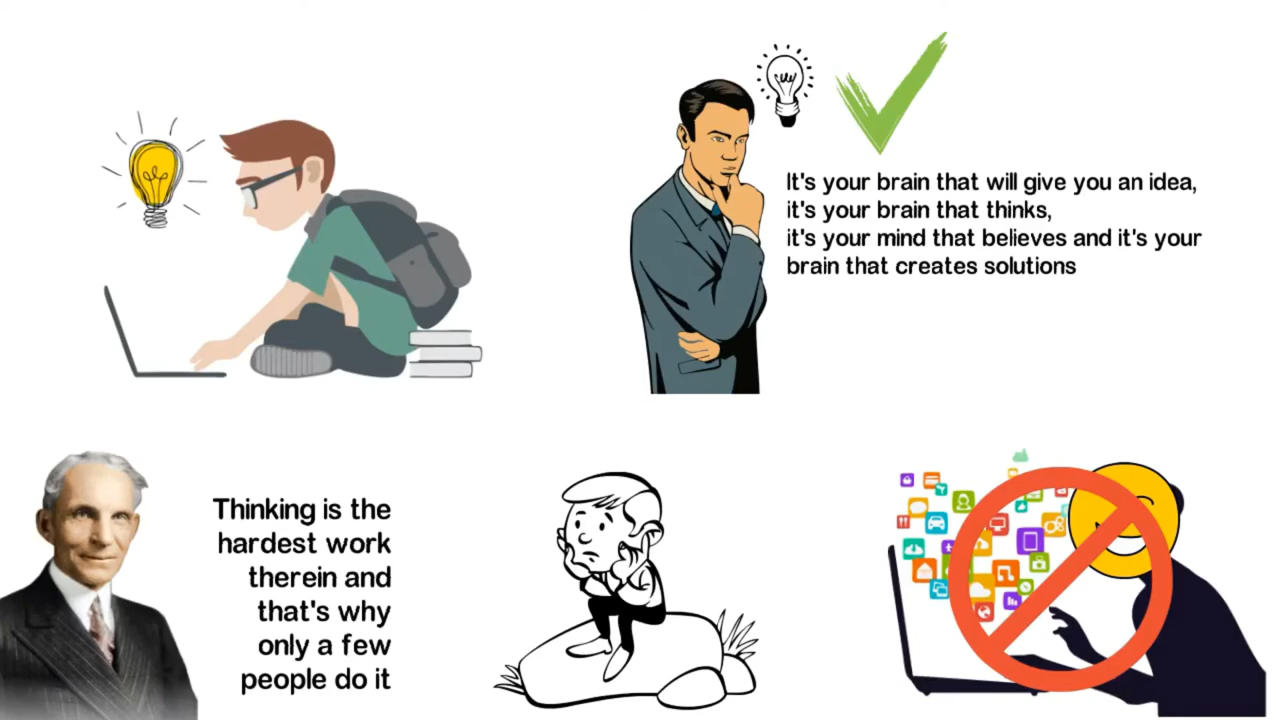 It's your brain that will give you an idea,
it's your brain that thinks,
it's your mind that believes and it's your
brain that creates solutions
Thinking is the
hardest work
therein and
that's why
only a few
people do it